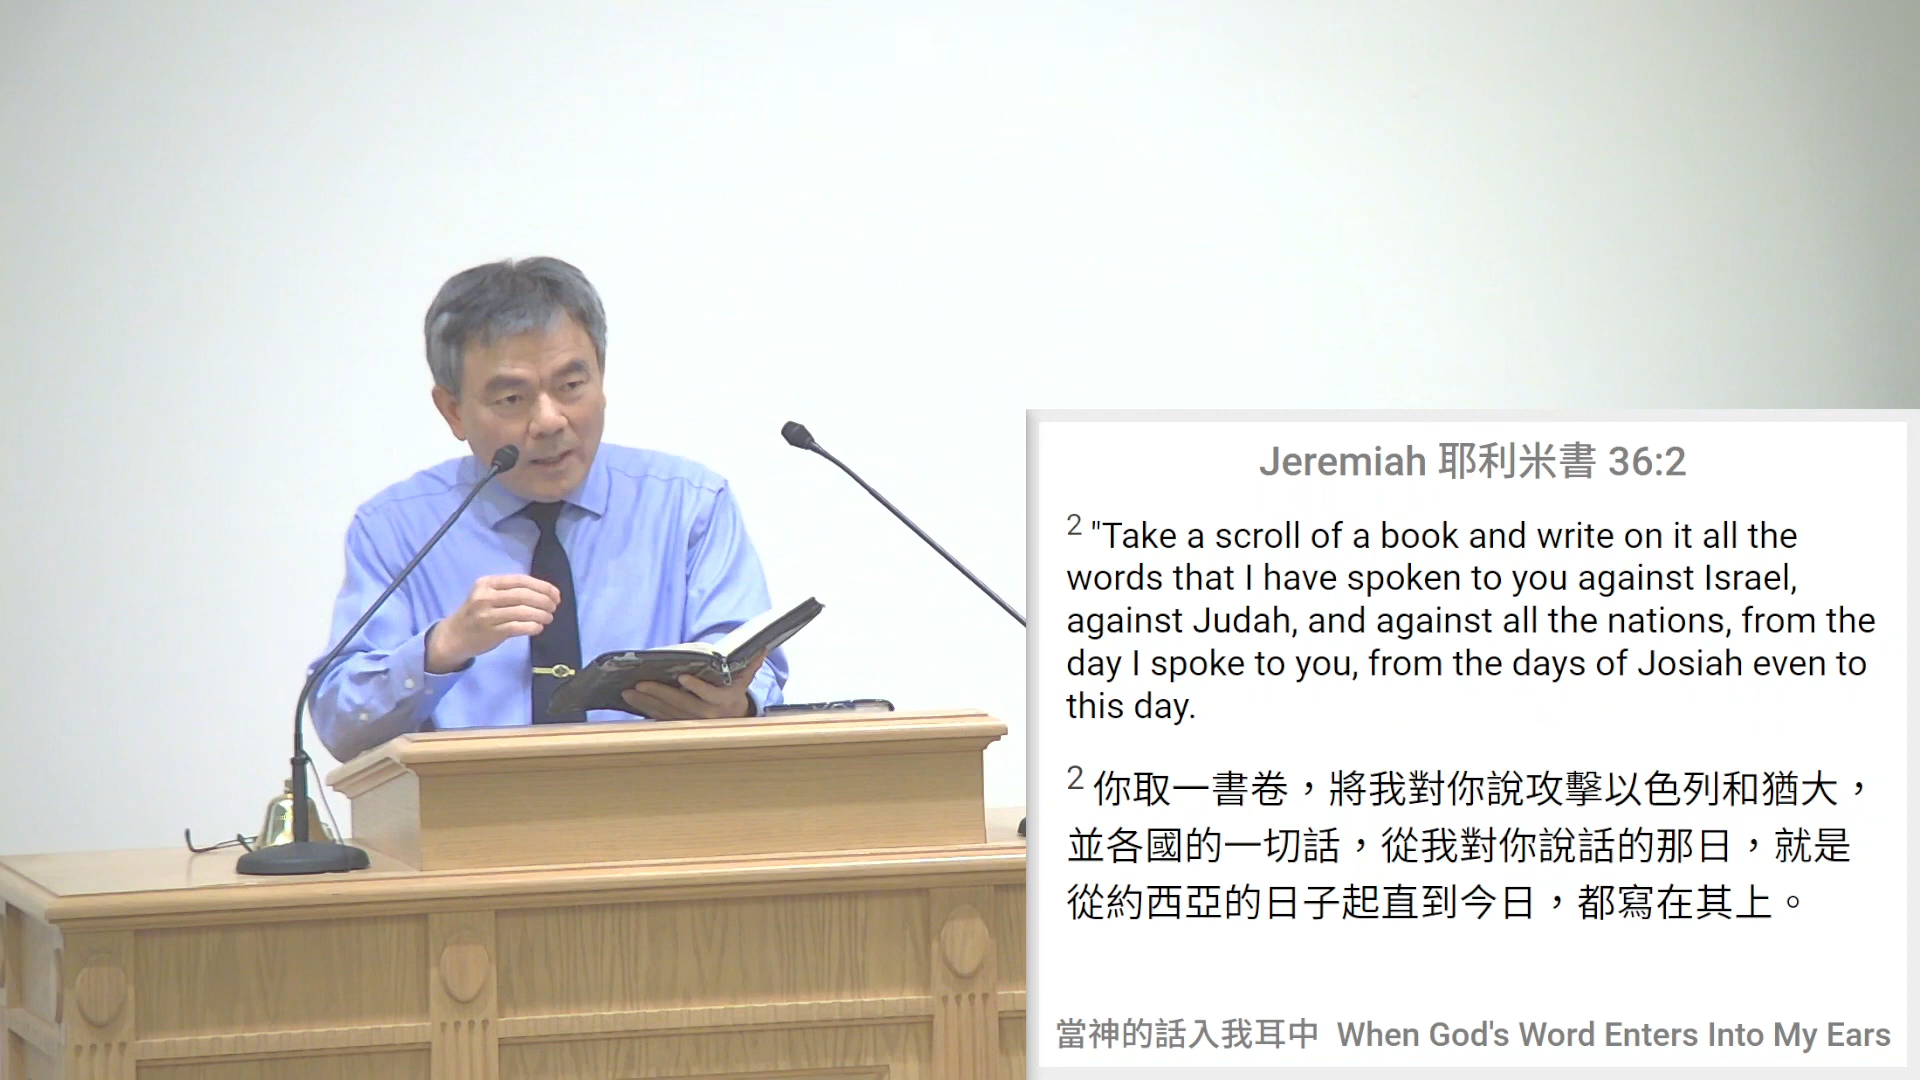 Jeremiah 耶利米書 36:2
2 "Take a scroll of a book and write on it all the
words that I have spoken to you against Israel,
against Judah, and against all the nations, from the
day I spoke to you, from the days of Josiah even to
this day.
2 你取一書卷，將我對你說攻擊以色列和猶大，
並各國的一切話，從我對你說話的那日，就是
從約西亞的日子起直到今日，都寫在其上。
當神的話入我耳中 When God's Word Enters Into My Ears